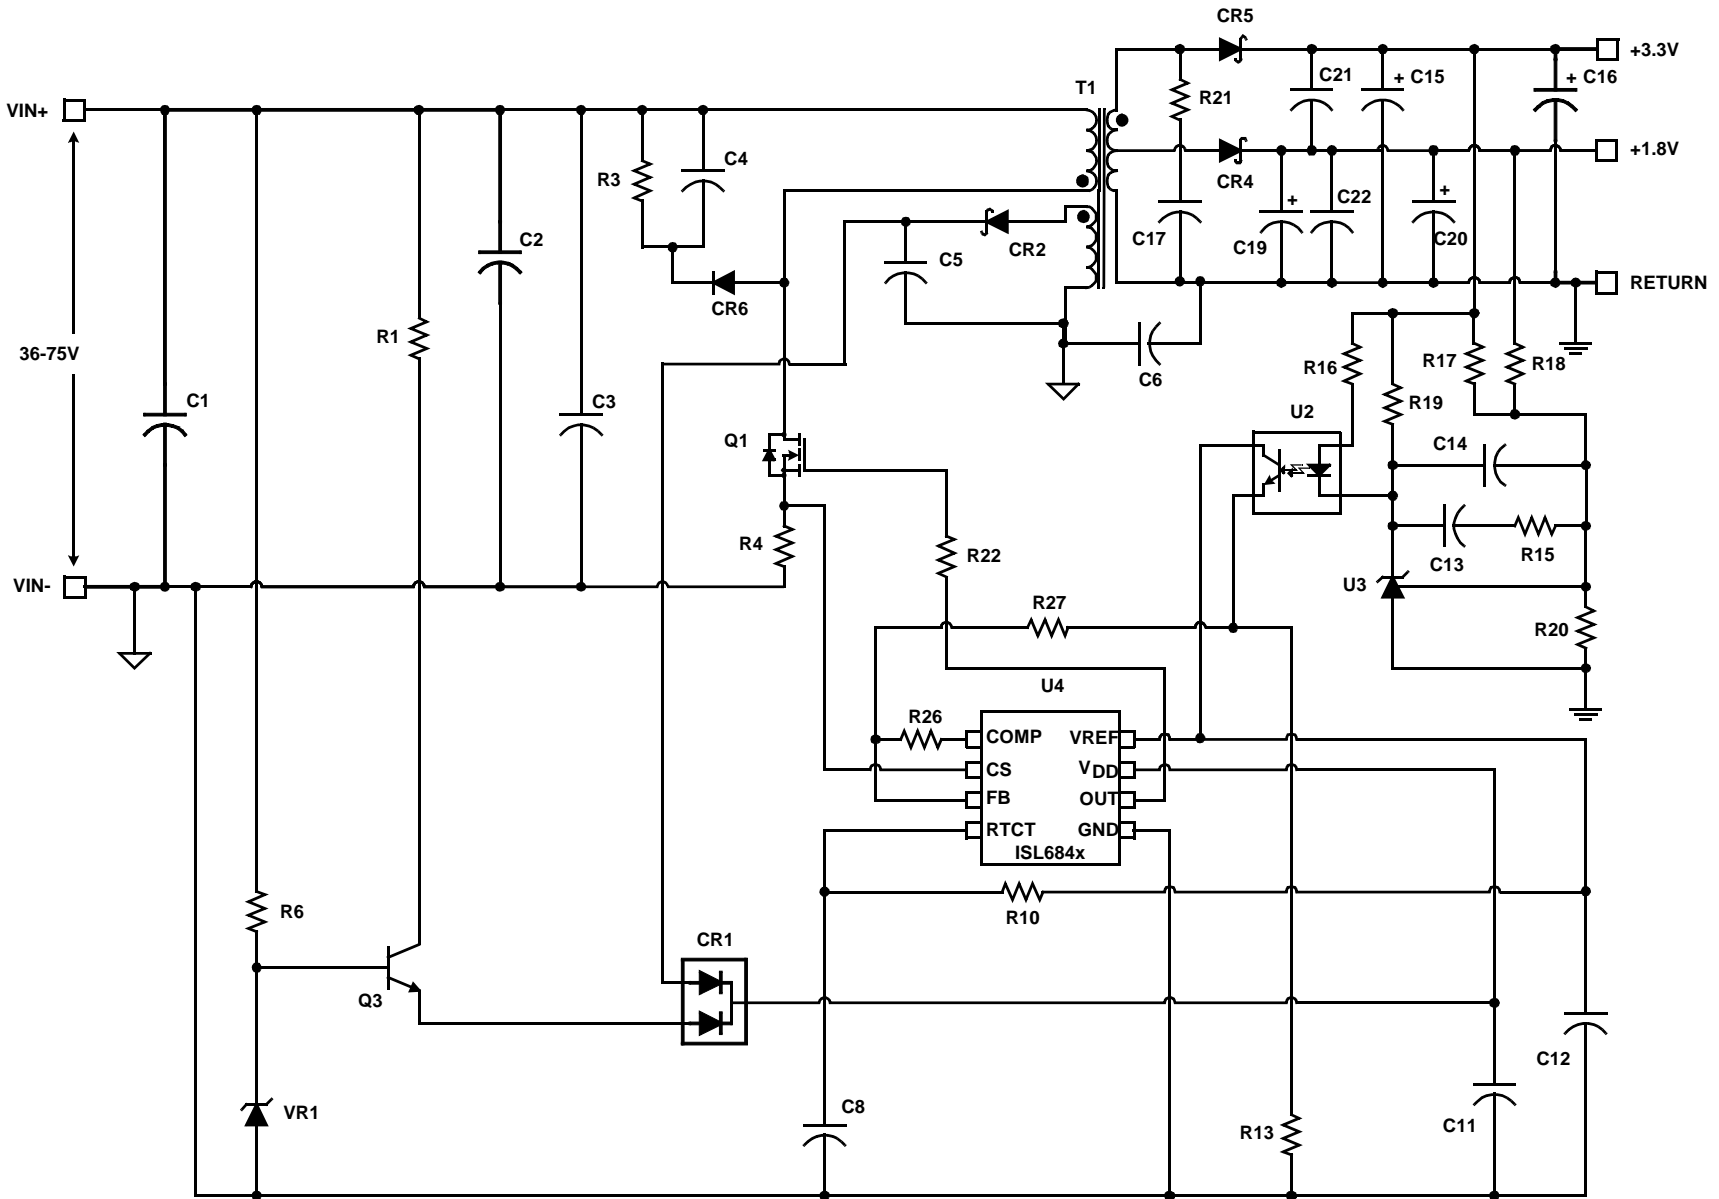 CR5
+3.3V
T1
C21
+ C15
+ C16
VIN+
R21
+1.8V
C4
R3
CR4
+
C22
+
C17
C19
C20
C2
CR2
C5
RETURN
CR6
R1
36-75V
C6
R16
R17
R18
C1
C3
R19
U2
Q1
C14
R4
R22
C13
R15
VIN-
U3
R27
R20
U4
R26
COMP
VREF
CS
VDD
FB
OUT
RTCT
GND
ISL684x
R6
R10
CR1
Q3
C12
VR1
C8
C11
R13